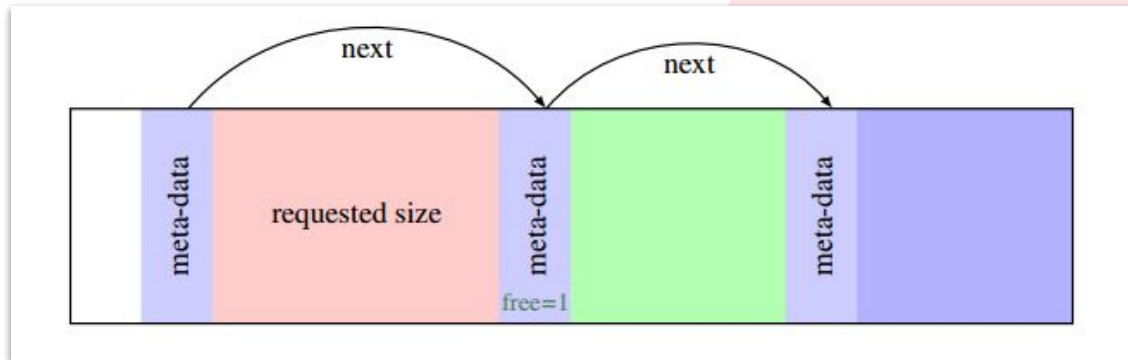 next
next
meta-data
requested size
meta-data
free=1
meta-data